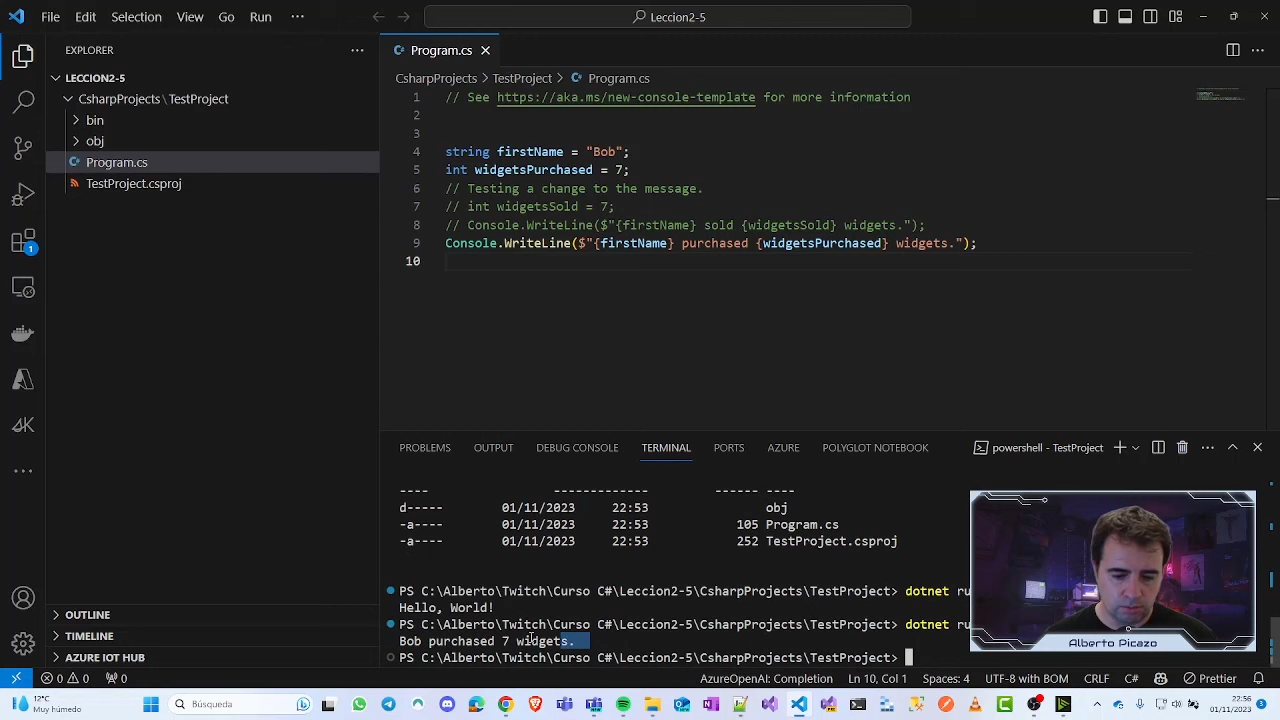 File Edit Selection View Go Run ···
Leccion2-5
EXPLORER
LECCION2-5
CsharpProjects \ TestProject
bin
obj
Program.cs
TestProject.csproj
OUTLINE
TIMELINE
AZURE IOT HUB
Program.cs
CsharpProjects > TestProject > Program.cs
1 // See https://aka.ms/new-console-template for more information
2
3
4 string firstName = "Bob";
5 int widgetsPurchased = 7;
6 // Testing a change to the message.
7 // int widgetsSold = 7;
8 // Console.WriteLine($"{firstName} sold {widgetsSold} widgets.");
9 Console.WriteLine($"{firstName} purchased {widgetsPurchased} widgets.");
10
PROBLEMS OUTPUT DEBUG CONSOLE TERMINAL PORTS AZURE POLYGLOT NOTEBOOK powershell - TestProject
---- ------------- ------ ----
d----- 01/11/2023 22:53 obj
-a---- 01/11/2023 22:53 105 Program.cs
-a---- 01/11/2023 22:53 252 TestProject.csproj
PS C:\Alberto\Twitch\Curso C#\Leccion2-5\CsharpProjects\TestProject> dotnet ru
Hello, World!
PS C:\Alberto\Twitch\Curso C#\Leccion2-5\CsharpProjects\TestProject> dotnet ru
Bob purchased 7 widgets.
PS C:\Alberto\Twitch\Curso C#\Leccion2-5\CsharpProjects\TestProject>
Alberto Picazo
0 0 0 AzureOpenAI: Completion Ln 10, Col 1 Spaces: 4 UTF-8 with BOM CRLF C# Prettier
12°C
Muy húmedo
Búsqueda
22:56
01/11/2023